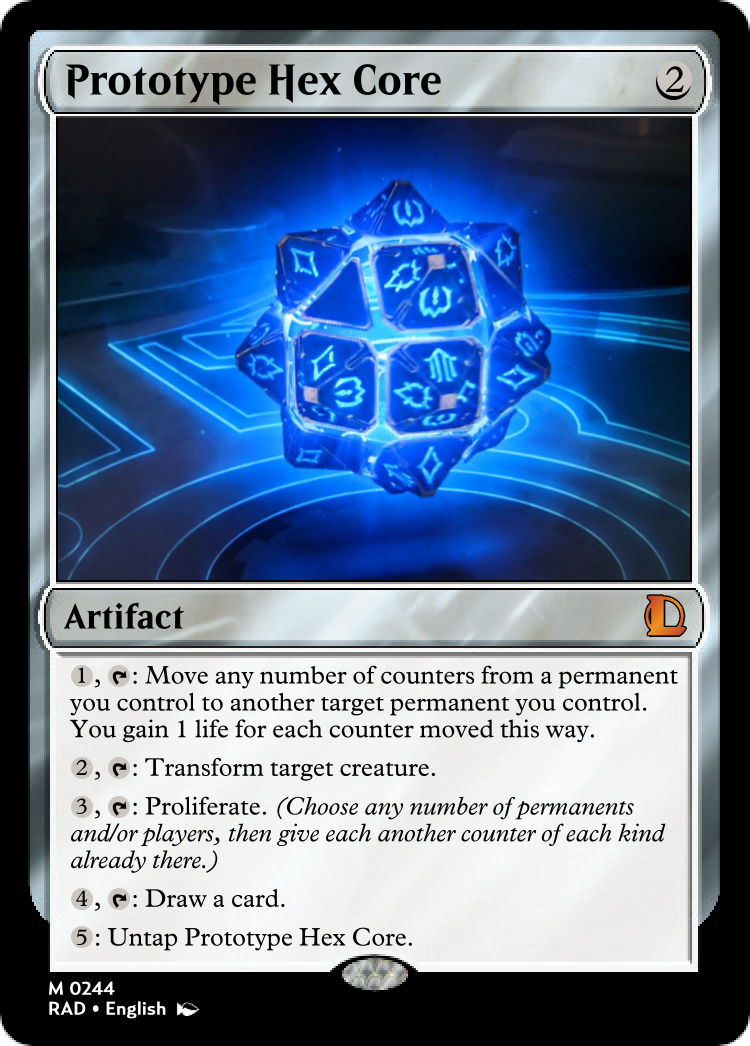 Prototype Hex Core 2
Artifact
1, T: Move any number of counters from a permanent
you control to another target permanent you control.
You gain 1 life for each counter moved this way.
2, T: Transform target creature.
3, T: Proliferate. (Choose any number of permanents
and/or players, then give each another counter of each kind
already there.)
4, T: Draw a card.
5: Untap Prototype Hex Core.
M 0244
RAD • English